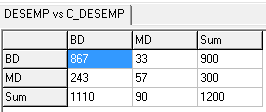 DESEMP vs C_DESEMP
BD MD Sum
BD 867 33 900
MD 243 57 300
Sum 1110 90 1200